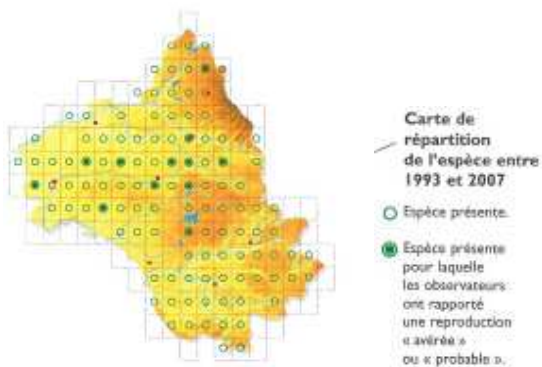 Carte de
répartition
de l'espèce entre
1993 et 2007
Espèce présente.
Espèce présente
pour laquelle
les observateurs
ont rapporté
une reproduction
« avérée »
ou « probable ».